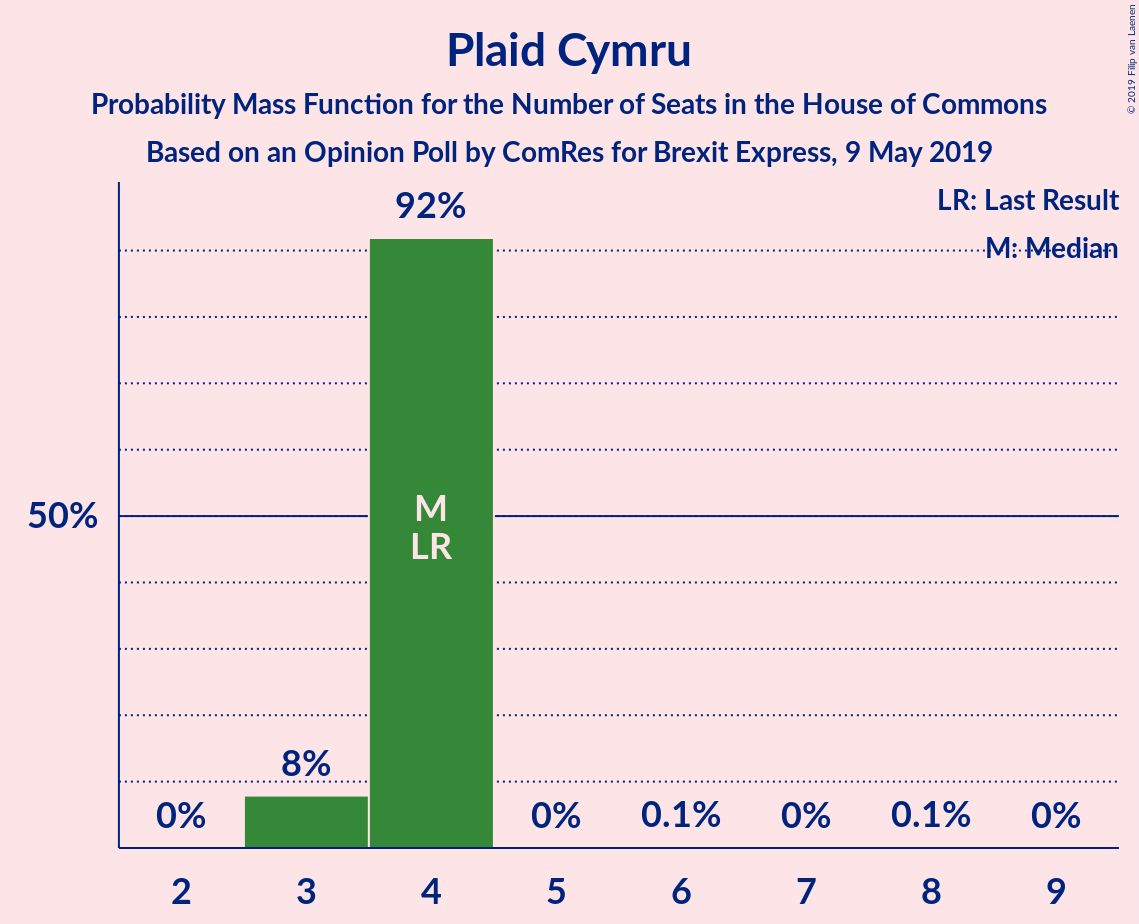 Plaid Cymru
Probability Mass Function for the Number of Seats in the House of Commons
Based on an Opinion Poll by ComRes for Brexit Express, 9 May 2019
© 2019 Filip van Laenen
LR: Last Result
M: Median
92%
50%
M
LR
8%
0%
0%
0.1%
0%
0.1%
0%
2
3
4
5
6
7
8
9